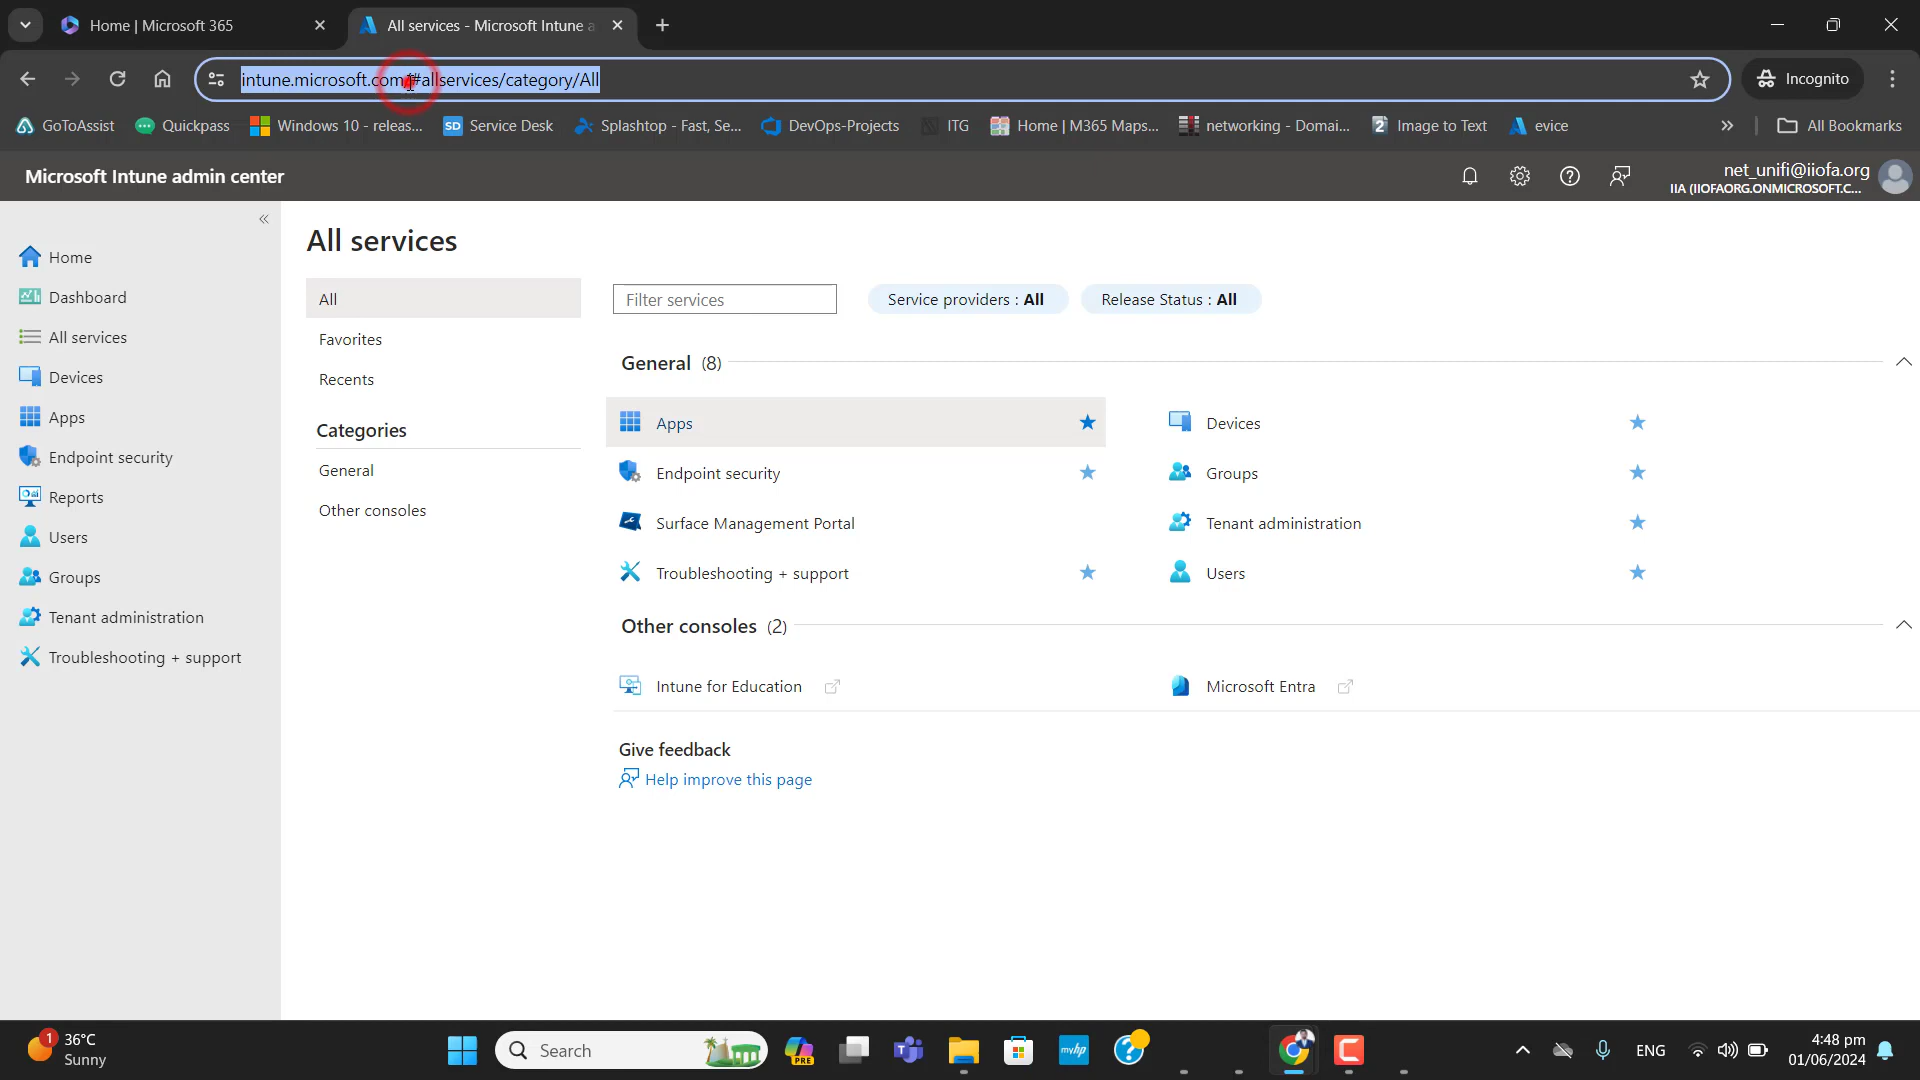 Home | Microsoft 365
All services - Microsoft Intune a
intune.microsoft.com/#allservices/category/All
Incognito
GoToAssist
Quickpass
Windows 10 - releas...
SD Service Desk
Splashtop - Fast, Se...
DevOps-Projects
ITG
Home | M365 Maps...
networking - Domai...
2 Image to Text
evice
All Bookmarks
Microsoft Intune admin center
net_unifi@iiofa.org
IIA (IIOFAORG.ONMICROSOFT.C...
Home
Dashboard
All services
Devices
Apps
Endpoint security
Reports
Users
Groups
Tenant administration
Troubleshooting + support
All services
All
Favorites
Recents
Categories
General
Other consoles
Filter services
Service providers : All
Release Status : All
General (8)
Apps
Devices
Endpoint security
Groups
Surface Management Portal
Tenant administration
Troubleshooting + support
Users
Other consoles (2)
Intune for Education
Microsoft Entra
Give feedback
Help improve this page
1
36°C
Sunny
Search
PRE
myhp
ENG
4:48 pm
01/06/2024